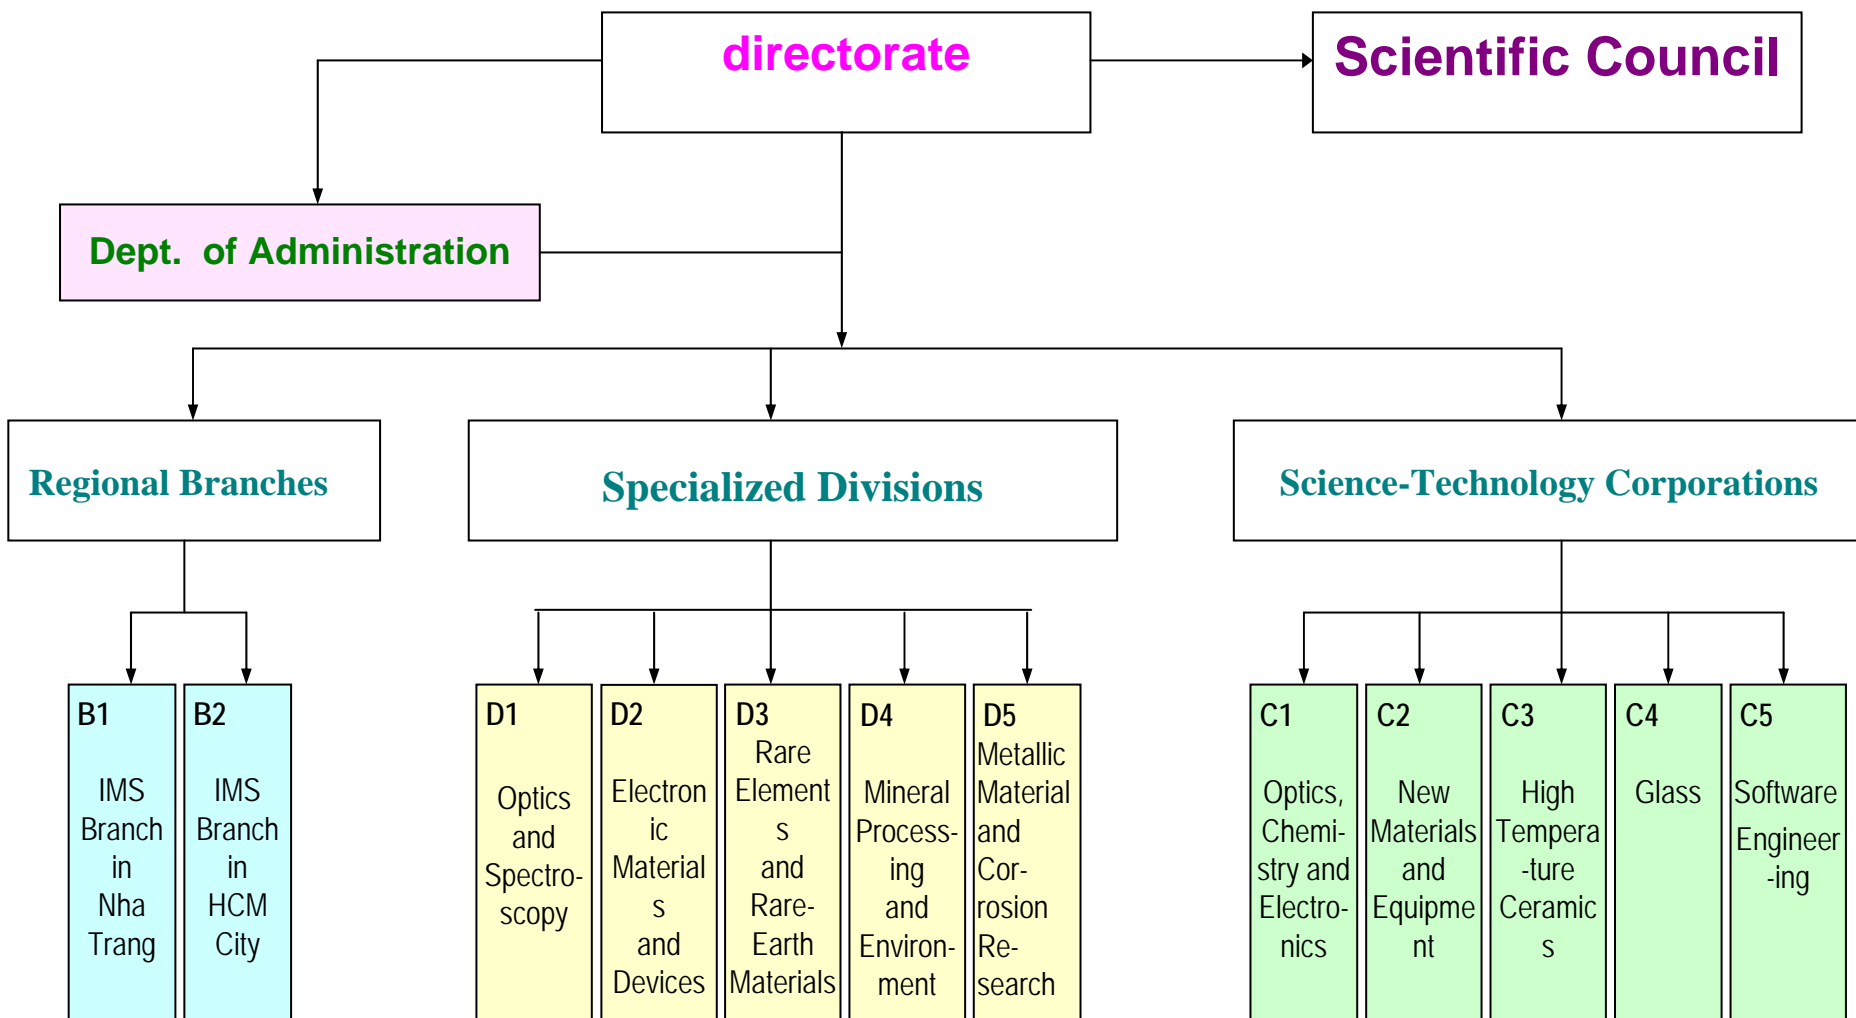 directorate
Scientific Council
Dept. of Administration
Regional Branches
Specialized Divisions
Science-Technology Corporations
B1
IMS
Branch
in
Nha
Trang
B2
IMS
Branch
in
HCM
City
D1
Optics
and
Spectro-
scopy
D2
Electron
ic
Material
s
and
Devices
D3
Rare
Element
s
and
Rare-
Earth
Materials
D4
Mineral
Process-
ing
and
Environ-
ment
D5
Metallic
Material
and
Cor-
rosion
Re-
search
C1
Optics,
Chemi-
stry and
Electro-
nics
C2
New
Materials
and
Equipme
nt
C3
High
Tempera
-ture
Ceramic
s
C4
Glass
C5
Software
Engineer
-ing